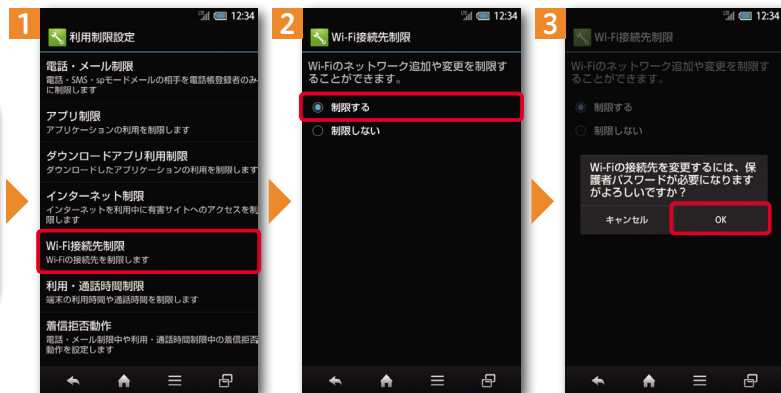 1
12:34
利用制限設定
電話・メール制限
電話・SMS・spモードメールの相手を電話帳登録者のみ
に制限します
アプリ制限
アプリケーションの利用を制限します
ダウンロードアプリ利用制限
ダウンロードしたアプリケーションの利用を制限します
インターネット制限
インターネットを利用中に有害サイトへのアクセスを制
限します
Wi-Fi接続先制限
Wi-Fiの接続先を制限します
利用・通話時間制限
端末の利用時間や通話時間を制限します
着信拒否動作
電話・メール制限中や利用・通話時間制限中の着信拒否
動作を設定します
2
12:34
Wi-Fi接続先制限
Wi-Fiのネットワーク追加や変更を制限す
ることができます。
制限する
制限しない
3
12:34
Wi-Fi接続先制限
Wi-Fiのネットワーク追加や変更を制限す
ることができます。
制限する
制限しない
Wi-Fiの接続先を変更するには、保
護者パスワードが必要になります
がよろしいですか？
キャンセル
OK